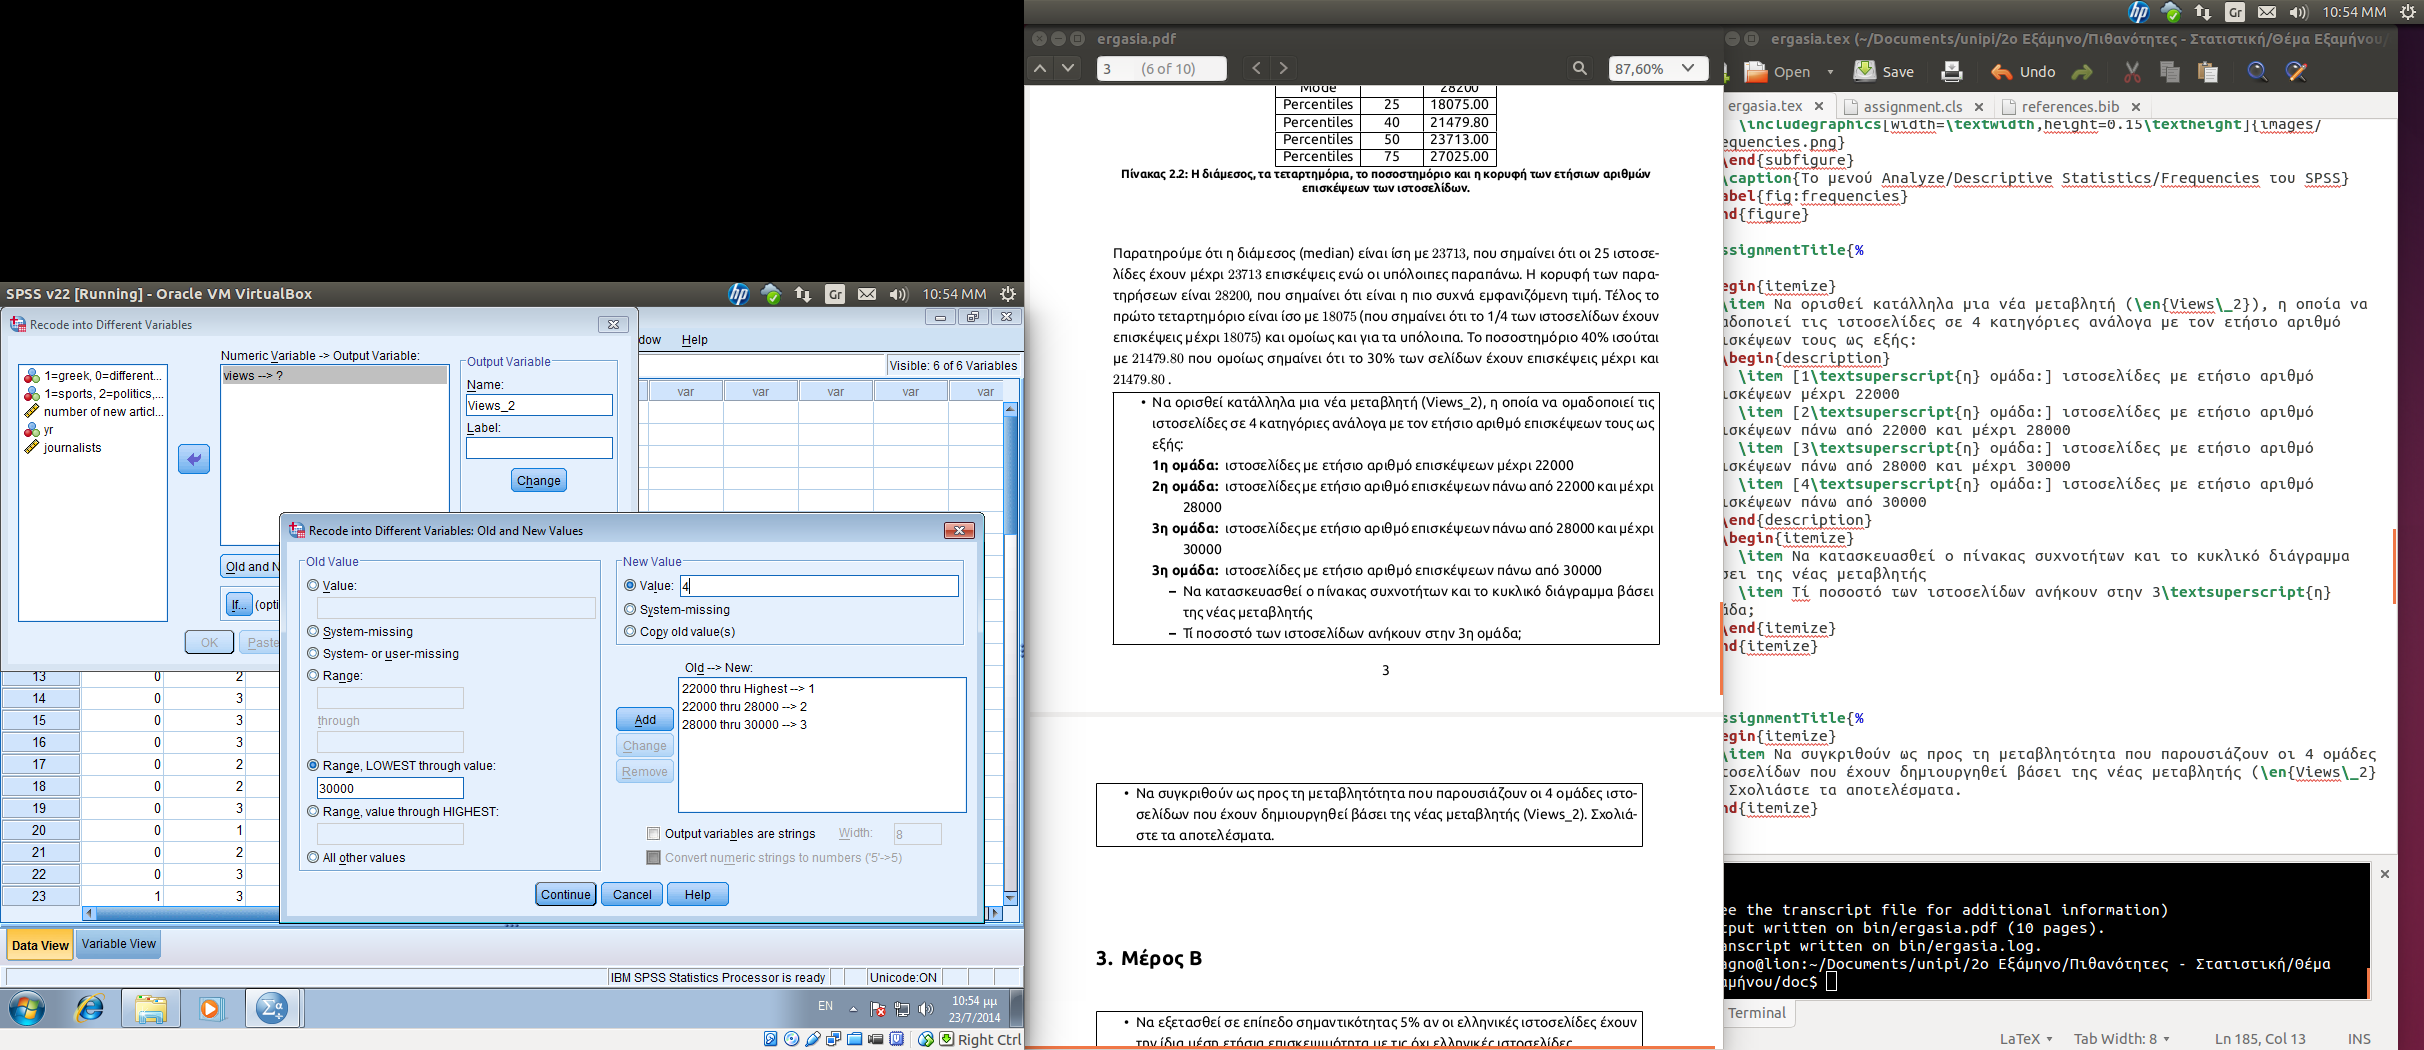 Gr
10:54 MM
SPSS v22 [Running] - Oracle VM VirtualBox
Gr
10:54 MM
Recode into Different Variables
1=greek, 0=different...
1=sports, 2=politics,...
number of new articl...
yr
journalists
Numeric Variable -> Output Variable:
views --> ?
Output Variable
Name:
Views_2
Label:
Change
Old and N
If... (opti
OK
Paste
dow Help
Visible: 6 of 6 Variables
var var var var var
Recode into Different Variables: Old and New Values
Old Value
Value:
System-missing
System- or user-missing
Range:
through
Range, LOWEST through value:
30000
Range, value through HIGHEST:
All other values
New Value
Value: 4
System-missing
Copy old value(s)
Old --> New:
22000 thru Highest --> 1
22000 thru 28000 --> 2
28000 thru 30000 --> 3
Add
Change
Remove
Output variables are strings Width: 8
Convert numeric strings to numbers ('5'->5)
Continue Cancel Help
13 0 2
14 0 3
15 0 3
16 0 3
17 0 2
18 0 2
19 0 3
20 0 1
21 0 2
22 0 3
23 1 3
Data View Variable View
IBM SPSS Statistics Processor is ready Unicode:ON
EN
10:54 μμ
23/7/2014
Right Ctrl
ergasia.pdf
3 (6 of 10)
87,60%
Mode 28200
Percentiles 25 18075.00
Percentiles 40 21479.80
Percentiles 50 23713.00
Percentiles 75 27025.00
Πίνακας 2.2: Η διάμεσος, τα τεταρτημόρια, το ποσοστημόριο και η κορυφή των ετήσιων αριθμών
επισκέψεων των ιστοσελίδων.
Παρατηρούμε ότι η διάμεσος (median) είναι ίση με 23713, που σημαίνει ότι οι 25 ιστοσε-
λίδες έχουν μέχρι 23713 επισκέψεις ενώ οι υπόλοιπες παραπάνω. Η κορυφή των παρα-
τηρήσεων είναι 28200, που σημαίνει ότι είναι η πιο συχνά εμφανιζόμενη τιμή. Τέλος το
πρώτο τεταρτημόριο είναι ίσο με 18075 (που σημαίνει ότι το 1/4 των ιστοσελίδων έχουν
επισκέψεις μέχρι 18075) και ομοίως και για τα υπόλοιπα. Το ποσοστημόριο 40% ισούται
με 21479.80 που ομοίως σημαίνει ότι το 30% των σελίδων έχουν επισκέψεις μέχρι και
21479.80 .
• Να ορισθεί κατάλληλα μια νέα μεταβλητή (Views_2), η οποία να ομαδοποιεί τις
ιστοσελίδες σε 4 κατηγόριες ανάλογα με τον ετήσιο αριθμό επισκέψεων τους ως
εξής:
1η ομάδα: ιστοσελίδες με ετήσιο αριθμό επισκέψεων μέχρι 22000
2η ομάδα: ιστοσελίδες με ετήσιο αριθμό επισκέψεων πάνω από 22000 και μέχρι
28000
3η ομάδα: ιστοσελίδες με ετήσιο αριθμό επισκέψεων πάνω από 28000 και μέχρι
30000
3η ομάδα: ιστοσελίδες με ετήσιο αριθμό επισκέψεων πάνω από 30000
– Να κατασκευασθεί ο πίνακας συχνοτήτων και το κυκλικό διάγραμμα βάσει
της νέας μεταβλητής
– Τί ποσοστό των ιστοσελίδων ανήκουν στην 3η ομάδα;
3
• Να συγκριθούν ως προς τη μεταβλητότητα που παρουσιάζουν οι 4 ομάδες ιστο-
σελίδων που έχουν δημιουργηθεί βάσει της νέας μεταβλητής (Views_2). Σχολιά-
στε τα αποτελέσματα.
3. Μέρος Β
• Να εξετασθεί σε επίπεδο σημαντικότητας 5% αν οι ελληνικές ιστοσελίδες έχουν
την ίδια μέση ετήσια επισκεψιμότητα με τις όχι ελληνικές ιστοσελίδες
ergasia.tex (~/Documents/unipi/2ο Εξάμηνο/Πιθανότητες - Στατιστική/Θέμα Εξαμήνου/
Open Save Undo
ergasia.tex assignment.cls references.bib
\includegraphics[width=\textwidth,height=0.15\textheight]{images/
equencies.png}
\end{subfigure}
\caption{Το μενού Analyze/Descriptive Statistics/Frequencies του SPSS}
abel{fig:frequencies}
nd{figure}
ssignmentTitle{%
egin{itemize}
\item Να ορισθεί κατάλληλα μια νέα μεταβλητή (\en{Views\_2}), η οποία να
αδοποιεί τις ιστοσελίδες σε 4 κατηγόριες ανάλογα με τον ετήσιο αριθμό
ισκέψεων τους ως εξής:
\begin{description}
\item [1\textsuperscript{η} ομάδα:] ιστοσελίδες με ετήσιο αριθμό
ισκέψεων μέχρι 22000
\item [2\textsuperscript{η} ομάδα:] ιστοσελίδες με ετήσιο αριθμό
ισκέψεων πάνω από 22000 και μέχρι 28000
\item [3\textsuperscript{η} ομάδα:] ιστοσελίδες με ετήσιο αριθμό
ισκέψεων πάνω από 28000 και μέχρι 30000
\item [4\textsuperscript{η} ομάδα:] ιστοσελίδες με ετήσιο αριθμό
ισκέψεων πάνω από 30000
\end{description}
\begin{itemize}
\item Να κατασκευασθεί ο πίνακας συχνοτήτων και το κυκλικό διάγραμμα
σει της νέας μεταβλητής
\item Τί ποσοστό των ιστοσελίδων ανήκουν στην 3\textsuperscript{η}
άδα;
\end{itemize}
nd{itemize}
ssignmentTitle{%
egin{itemize}
\item Να συγκριθούν ως προς τη μεταβλητότητα που παρουσιάζουν οι 4 ομάδες
τοσελίδων που έχουν δημιουργηθεί βάσει της νέας μεταβλητής (\en{Views\_2}
Σχολιάστε τα αποτελέσματα.
nd{itemize}
ee the transcript file for additional information)
tput written on bin/ergasia.pdf (10 pages).
anscript written on bin/ergasia.log.
agno@lion:~/Documents/unipi/2ο Εξάμηνο/Πιθανότητες - Στατιστική/Θέμα
αμήνου/doc$
Terminal
LaTeX Tab Width: 8 Ln 185, Col 13 INS